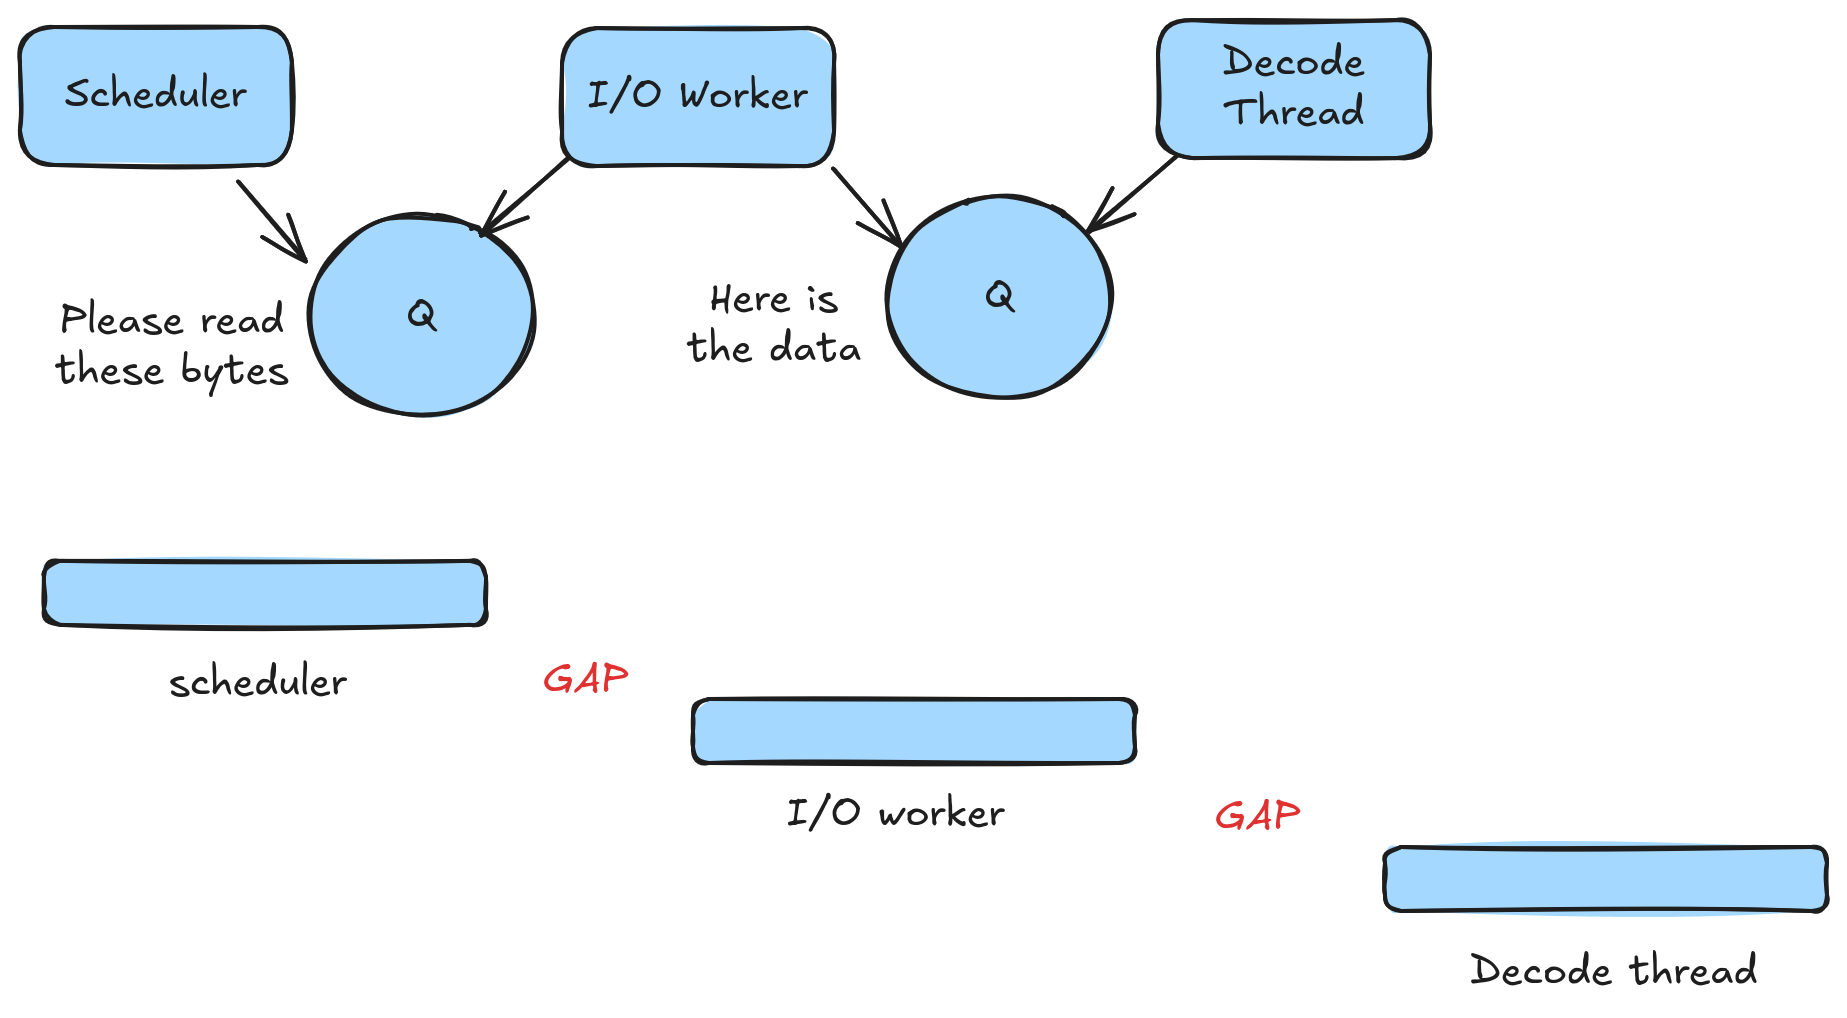 Scheduler
I/O Worker
Decode
Thread
Please read
these bytes
Q
Here is
the data
Q
scheduler
GAP
I/O worker
GAP
Decode thread